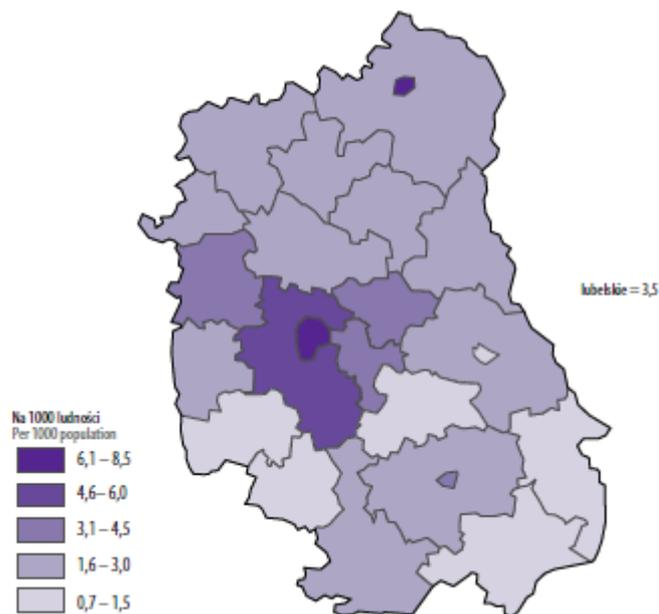 lubelskie = 3,5
Na 1000 ludności
Per 1000 population
6,1 – 8,5
4,6 – 6,0
3,1 – 4,5
1,6 – 3,0
0,7 – 1,5